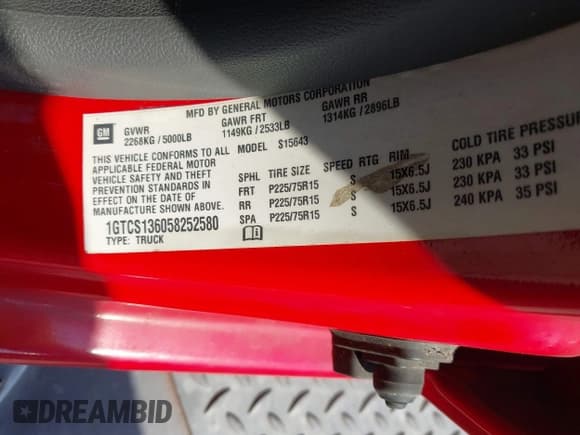 MFD BY GENERAL MOTORS CORPORATION
GM
GVWR GAWR FRT GAWR RR
2268KG / 5000LB 1149KG / 2533LB 1314KG / 2896LB
THIS VEHICLE CONFORMS TO ALL MODEL S15643
APPLICABLE FEDERAL MOTOR
VEHICLE SAFETY AND THEFT
PREVENTION STANDARDS IN
EFFECT ON THE DATE OF
MANUFACTURE SHOWN ABOVE.
SPHL TIRE SIZE SPEED RTG RIM COLD TIRE PRESSUR
FRT P225/75R15 S 15X6.5J 230 KPA 33 PSI
RR P225/75R15 S 15X6.5J 230 KPA 33 PSI
SPA P225/75R15 S 15X6.5J 240 KPA 35 PSI
1GTCS136058252580
TYPE: TRUCK
DREAMBID